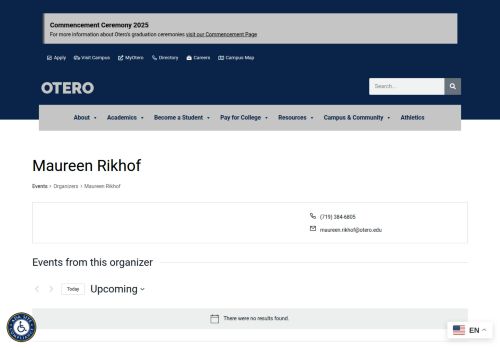 Commencement Ceremony 2025
For more information about Otero's graduation ceremonies visit our Commencement Page
Apply Visit Campus MyOtero Directory Careers Campus Map
OTERO
Search...
About Academics Become a Student Pay for College Resources Campus & Community Athletics
Maureen Rikhof
Events Organizers Maureen Rikhof
(719) 384-6805
maureen.rikhof@otero.edu
Events from this organizer
Today Upcoming
There were no results found.
EN